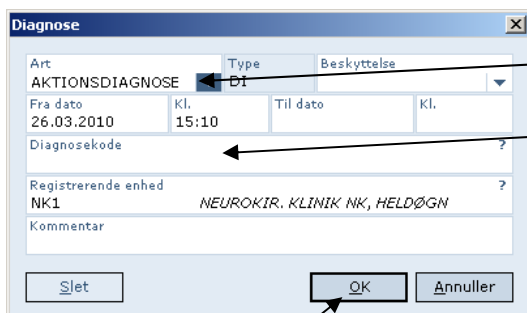 Diagnose
Art Type Beskyttelse
AKTIONSDIAGNOSE DI
Fra dato Kl. Til dato Kl.
26.03.2010 15:10
Diagnosekode ?
Registrerende enhed ?
NK1 NEUROKIR. KLINIK NK, HELDØGN
Kommentar
Slet OK Annuller